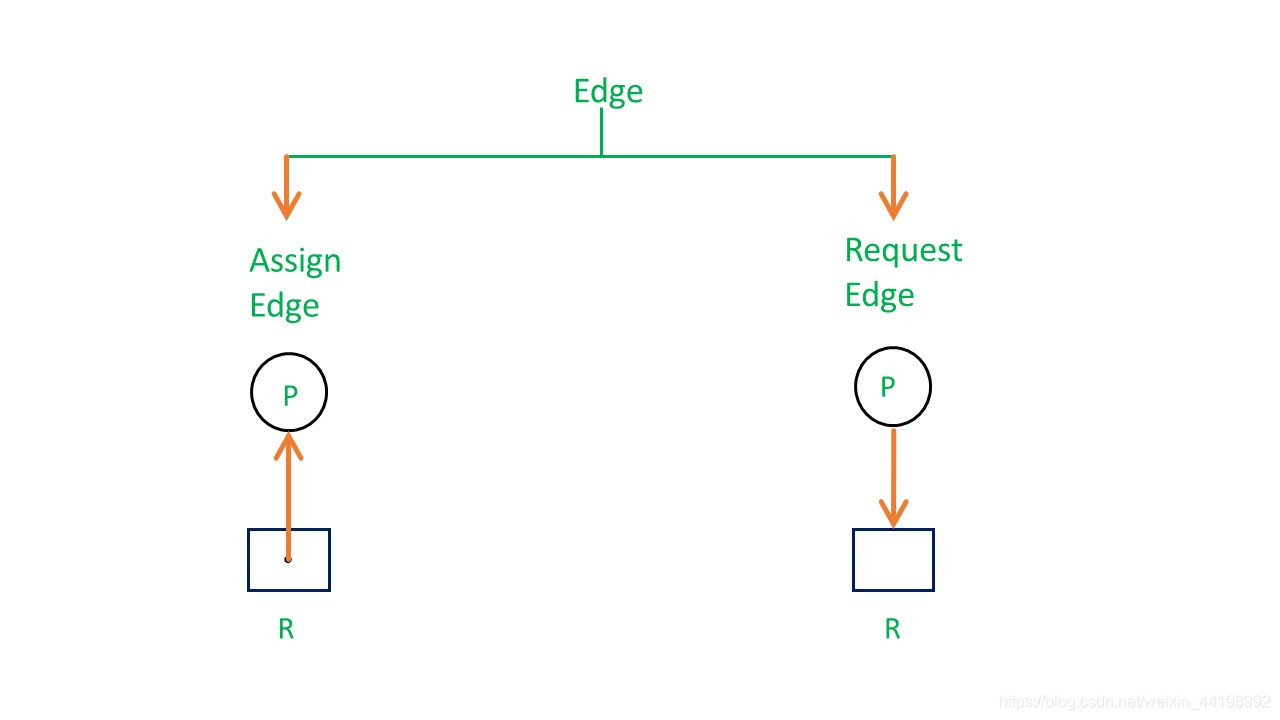 Edge
Assign
Edge
Request
Edge
P
P
R
R
https://blog.csdn.net/weixin_44198992